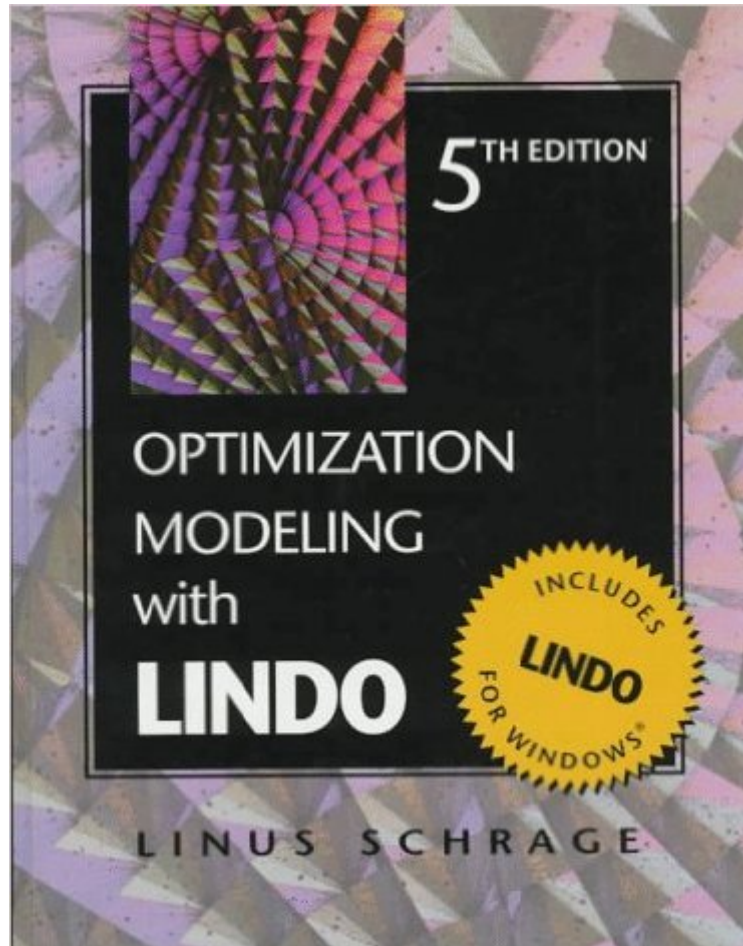 5TH EDITION
OPTIMIZATION
MODELING
with
LINDO
INCLUDES
LINDO
FOR WINDOWS®
LINUS SCHRAGE